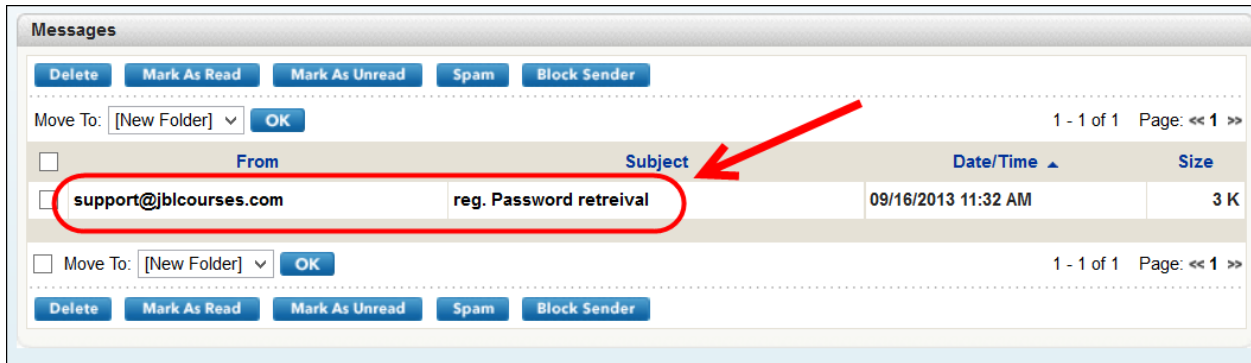 Messages
Delete Mark As Read Mark As Unread Spam Block Sender
Move To: [New Folder] OK 1 - 1 of 1 Page: << 1 >>
From Subject Date/Time Size
support@jblcourses.com reg. Password retreival 09/16/2013 11:32 AM 3 K
Move To: [New Folder] OK 1 - 1 of 1 Page: << 1 >>
Delete Mark As Read Mark As Unread Spam Block Sender